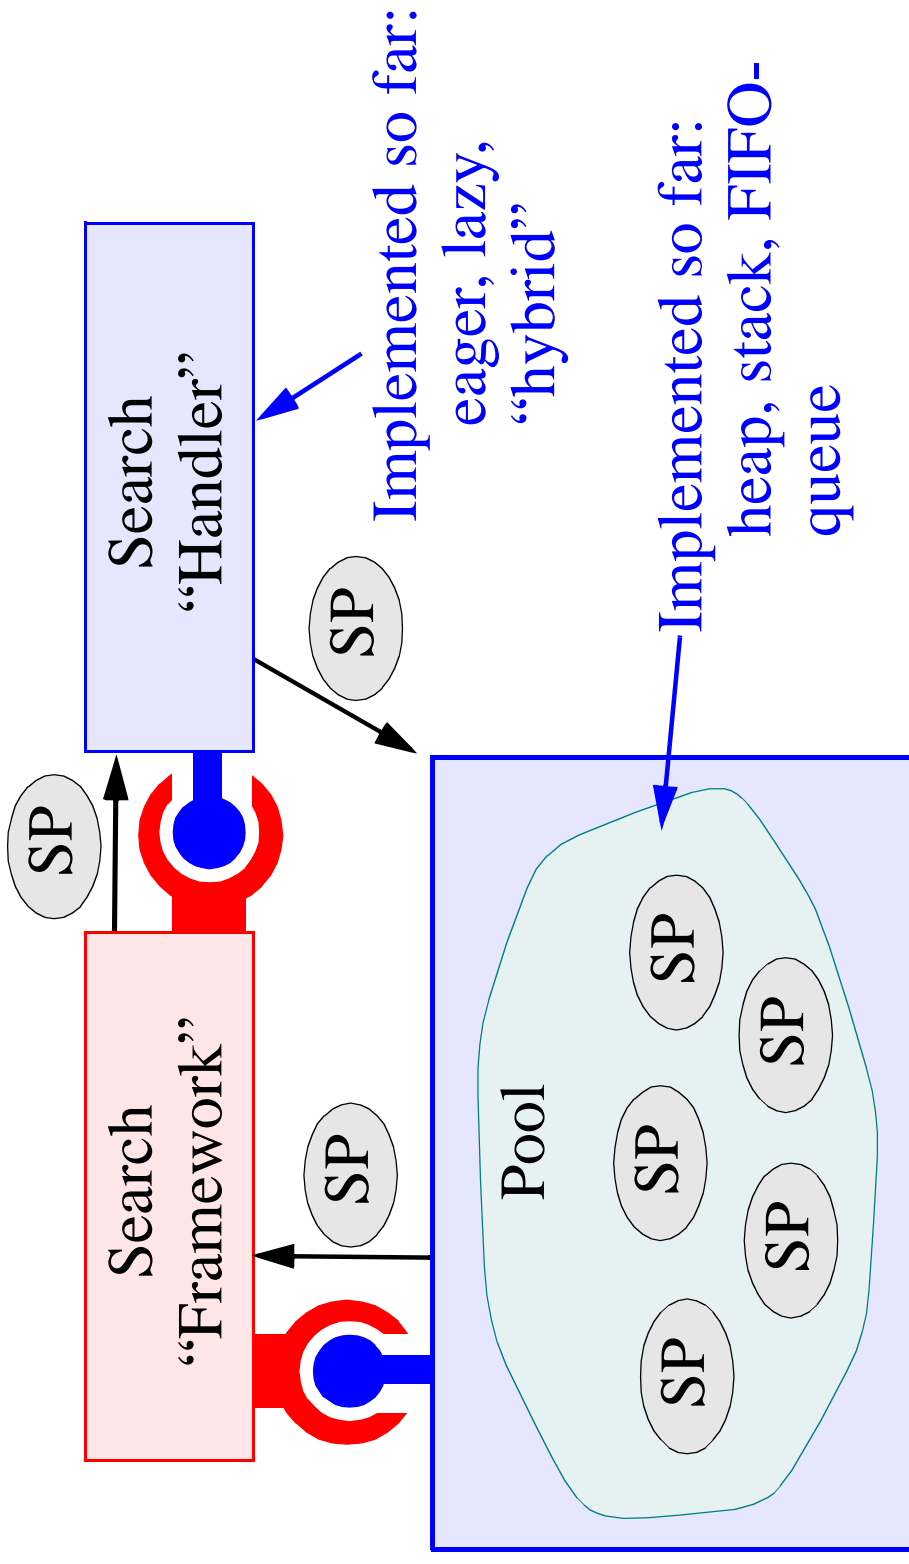 Search
“Framework”
SP
Search
“Handler”
SP
SP
Implemented so far:
eager, lazy,
“hybrid”
Pool
SP
SP
SP
SP
SP
Implemented so far:
heap, stack, FIFO-
queue